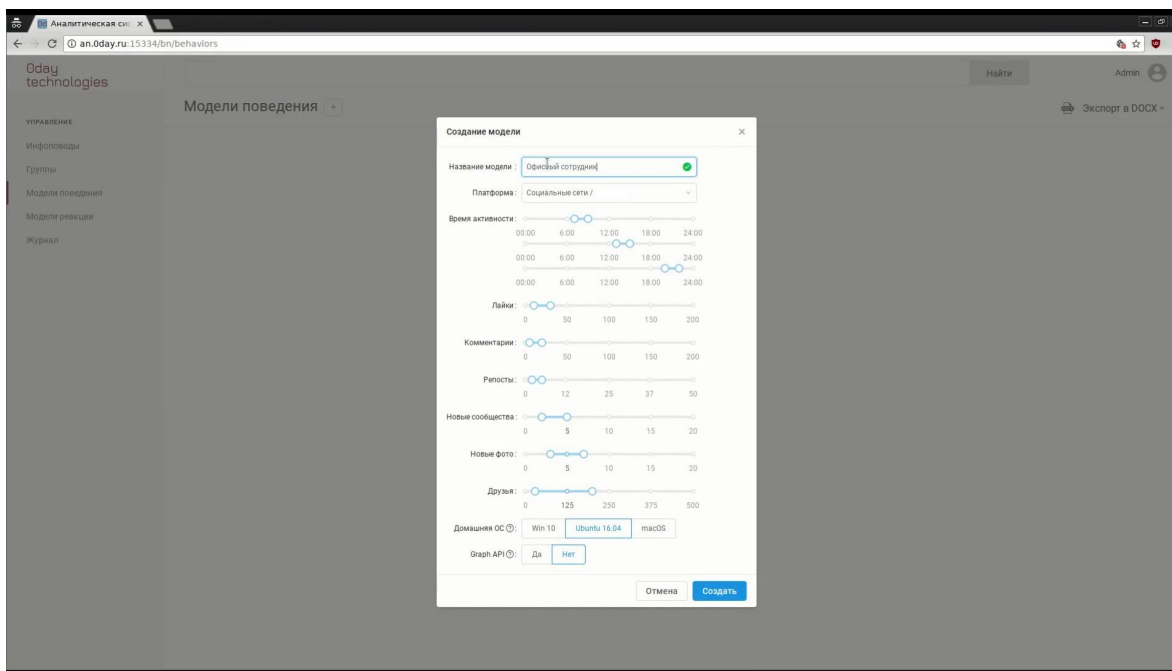 Аналитическая си
an.0day.ru:15334/bn/behaviors
0day
technologies
Найти
Admin
Модели поведения +
Экспорт в DOCX
УПРАВЛЕНИЕ
Инфоповоды
Группы
Модели поведения
Модели реакции
Журнал
Создание модели
Название модели : Офисный сотрудник
Платформа : Социальные сети /
Время активности :
00:00 6:00 12:00 18:00 24:00
00:00 6:00 12:00 18:00 24:00
00:00 6:00 12:00 18:00 24:00
Лайки :
0 50 100 150 200
Комментарии :
0 50 100 150 200
Репосты :
0 12 25 37 50
Новые сообщества :
0 5 10 15 20
Новые фото :
0 5 10 15 20
Друзья :
0 125 250 375 500
Домашняя ОС : Win 10 Ubuntu 16.04 macOS
Graph API : Да Нет
Отмена Создать